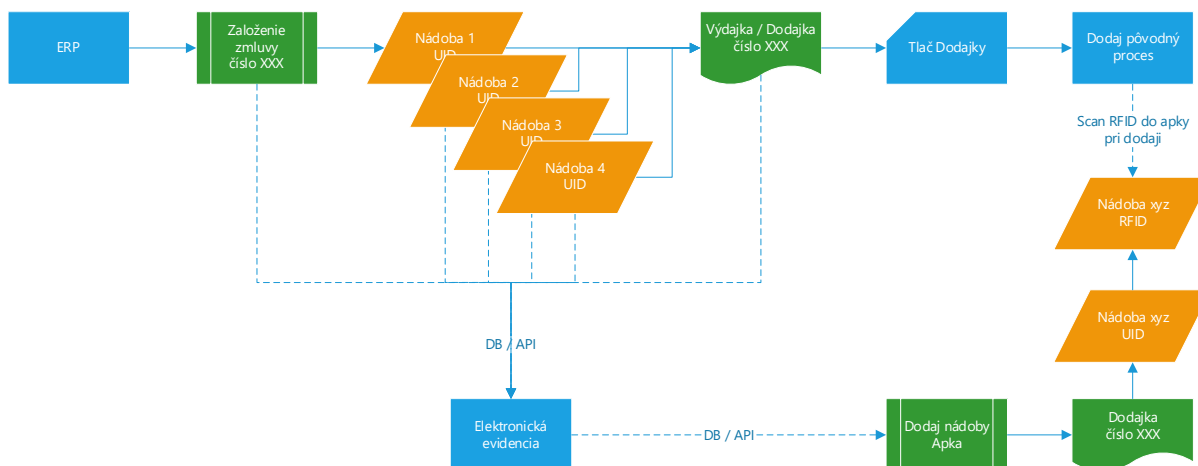 ERP
Založenie
zmluvy
číslo XXX
Nádoba 1
UID
Nádoba 2
UID
Nádoba 3
UID
Nádoba 4
UID
Výdajka / Dodajka
číslo XXX
Tlač Dodajky
Dodaj pôvodný
proces
Scan RFID do apky
pri dodaji
Nádoba xyz
RFID
Nádoba xyz
UID
DB / API
Elektronická
evidencia
DB / API
Dodaj nádoby
Apka
Dodajka
číslo XXX